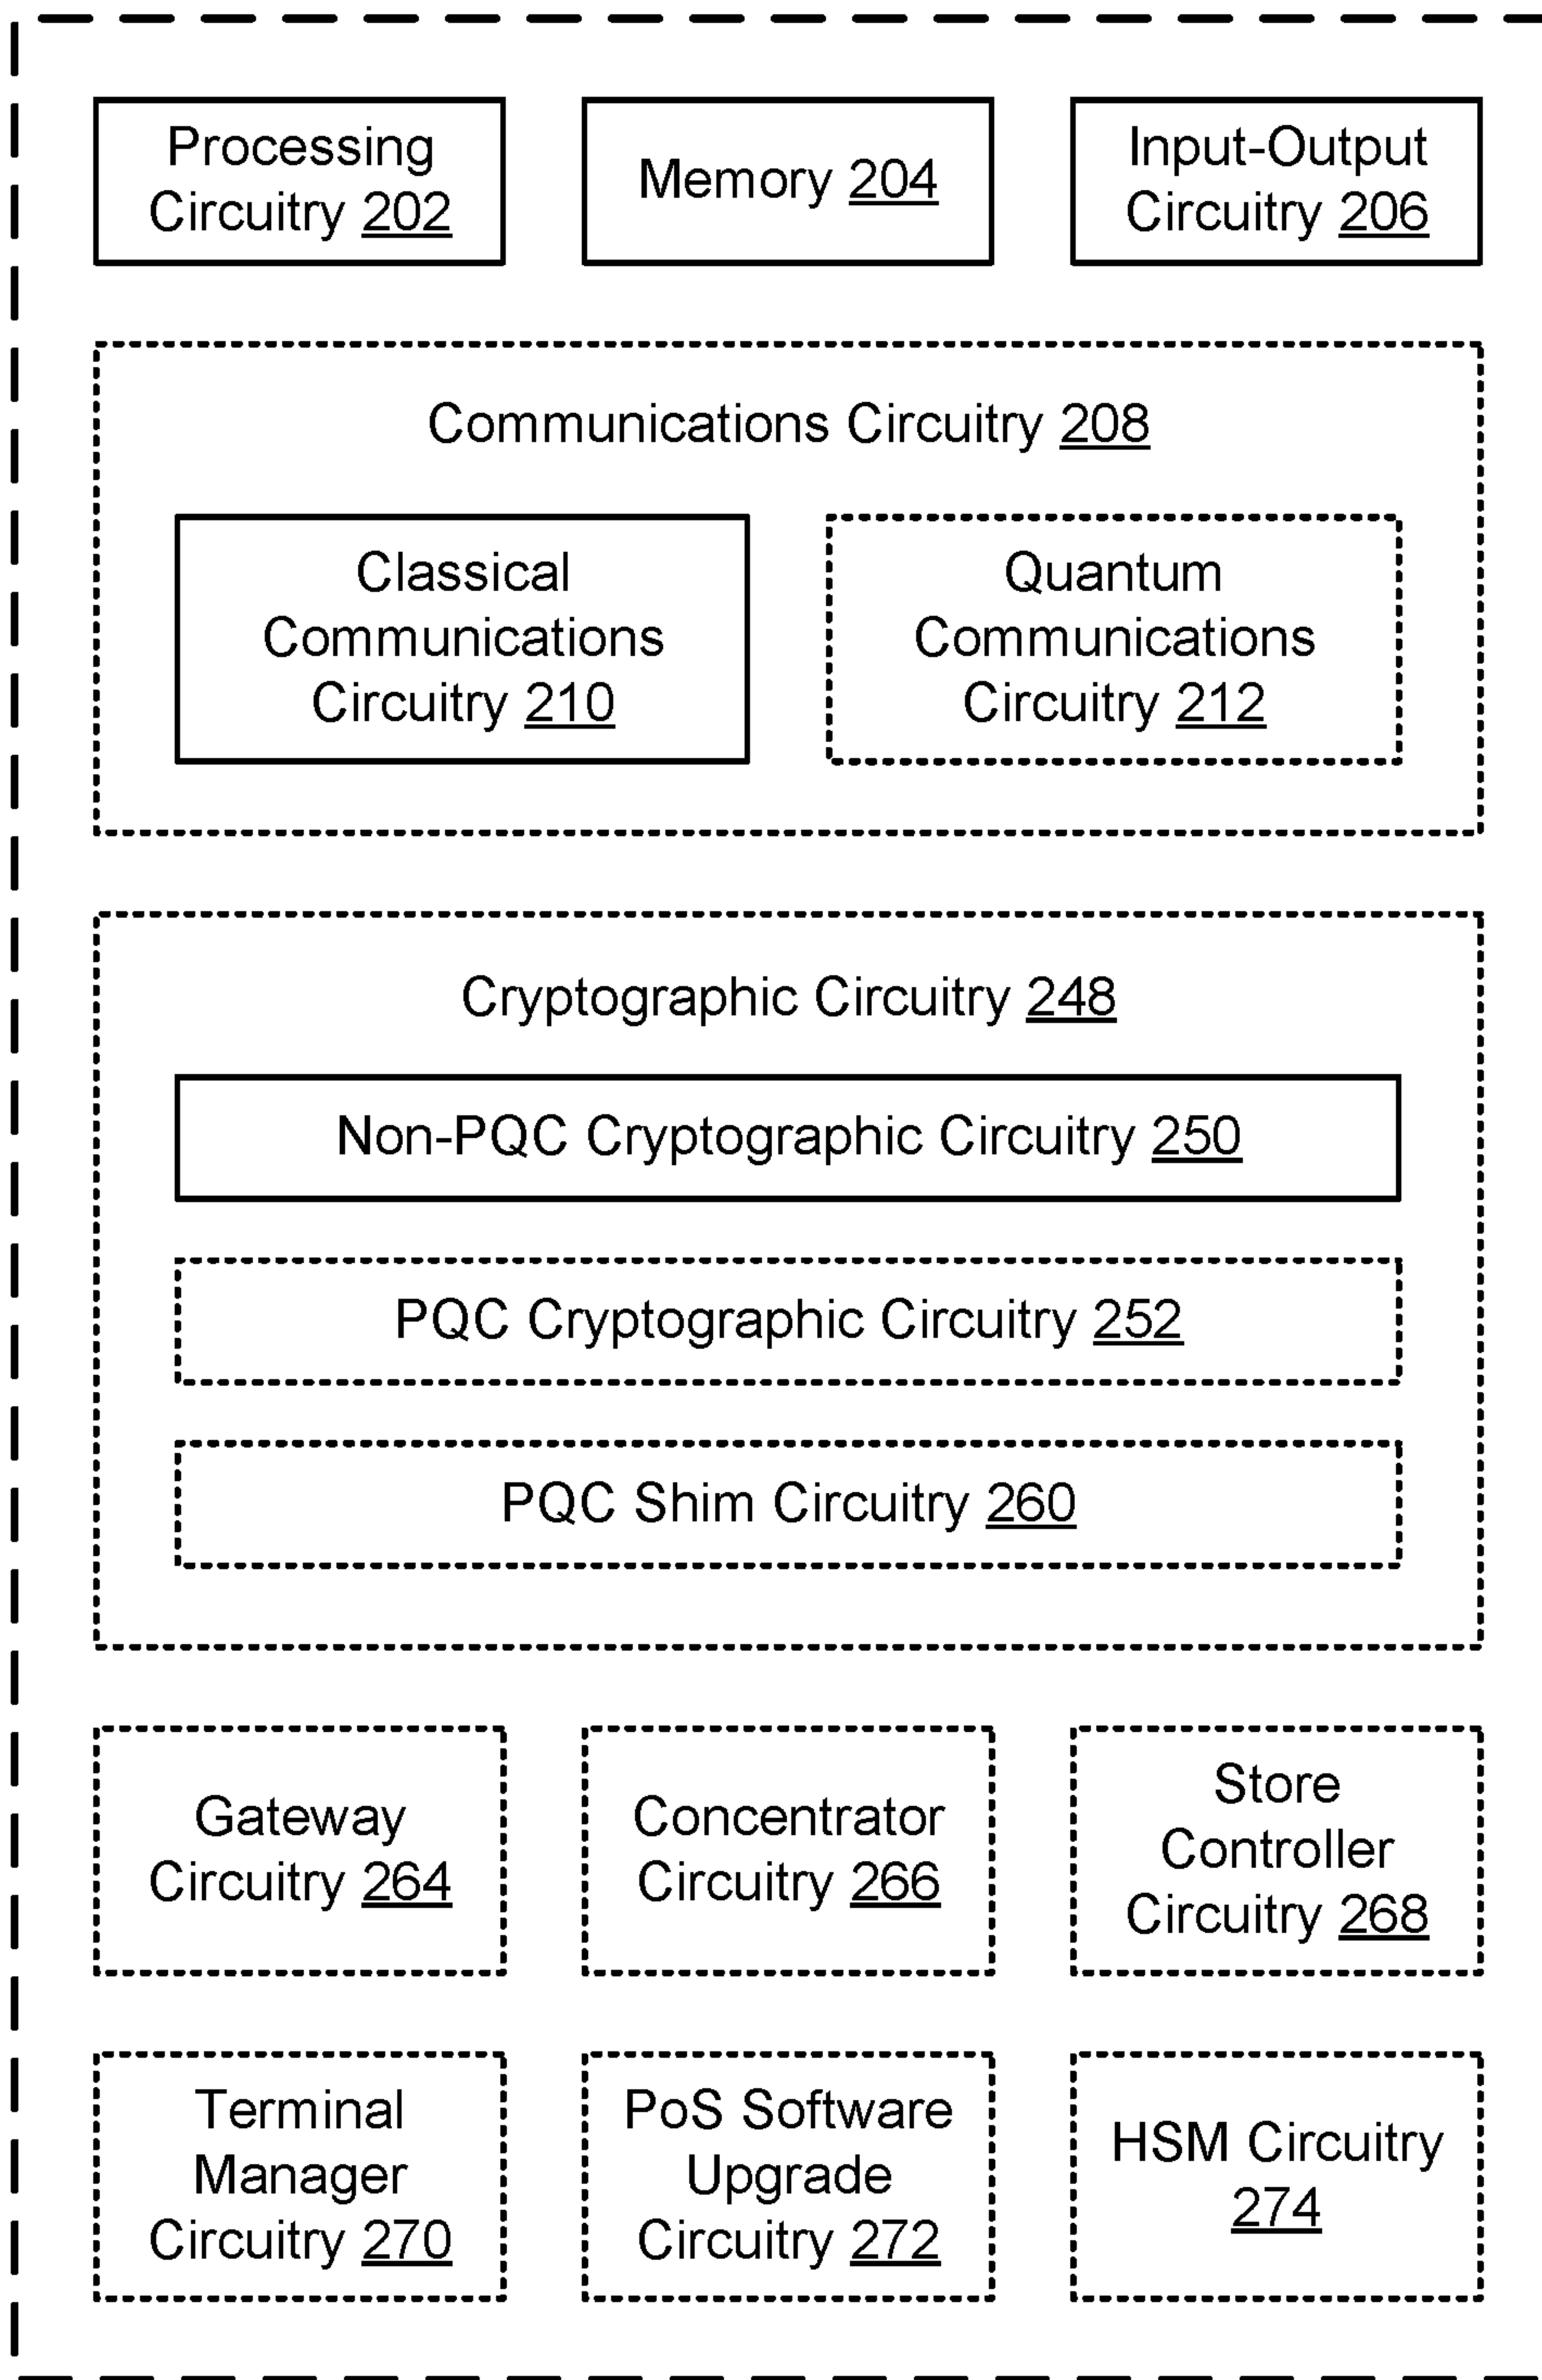 Processing
Circuitry 202
Memory 204
Input-Output
Circuitry 206
Communications Circuitry 208
Classical
Communications
Circuitry 210
Quantum
Communications
Circuitry 212
Cryptographic Circuitry 248
Non-PQC Cryptographic Circuitry 250
PQC Cryptographic Circuitry 252
PQC Shim Circuitry 260
Gateway
Circuitry 264
Concentrator
Circuitry 266
Store
Controller
Circuitry 268
Terminal
Manager
Circuitry 270
PoS Software
Upgrade
Circuitry 272
HSM Circuitry
274